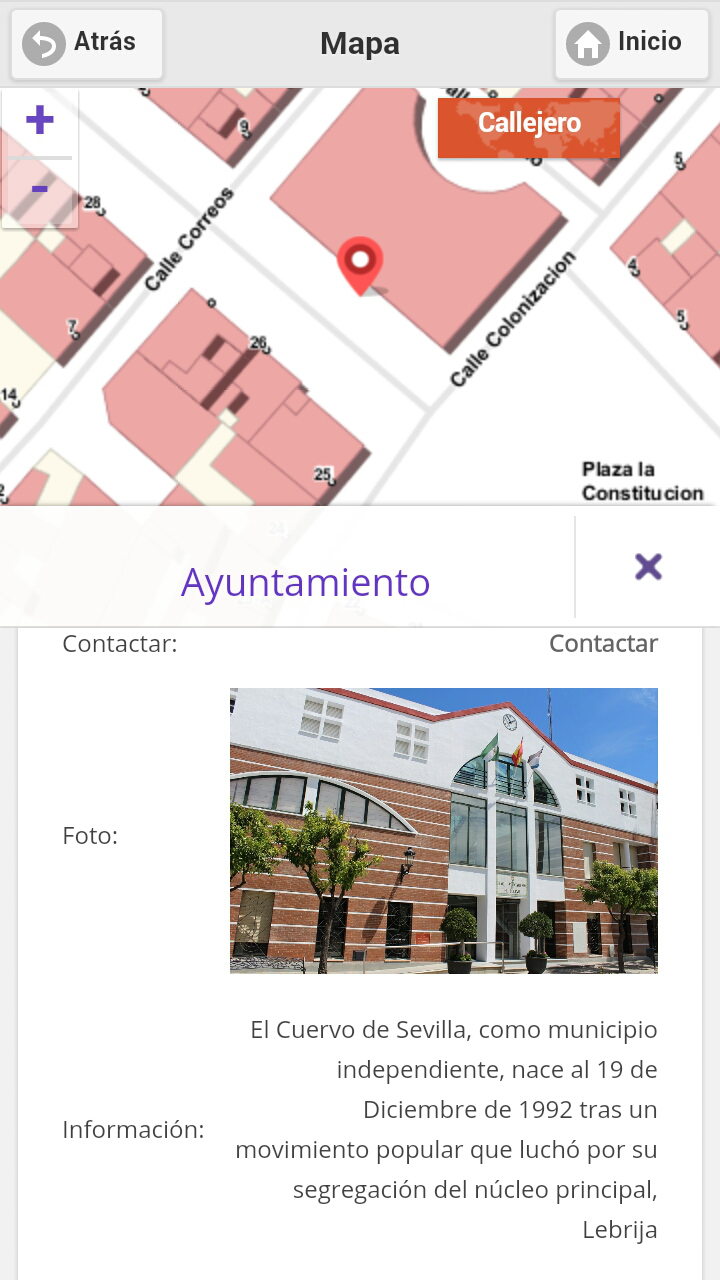 Atrás
Mapa
Inicio
+
-
Callejero
9
28
7
14
26
25
5
4
5
Calle Correos
Calle Colonizacion
Plaza la
Constitucion
24
Ayuntamiento
Contactar:
Contactar
Foto:
Información:
El Cuervo de Sevilla, como municipio
independiente, nace al 19 de
Diciembre de 1992 tras un
movimiento popular que luchó por su
segregación del núcleo principal,
Lebrija